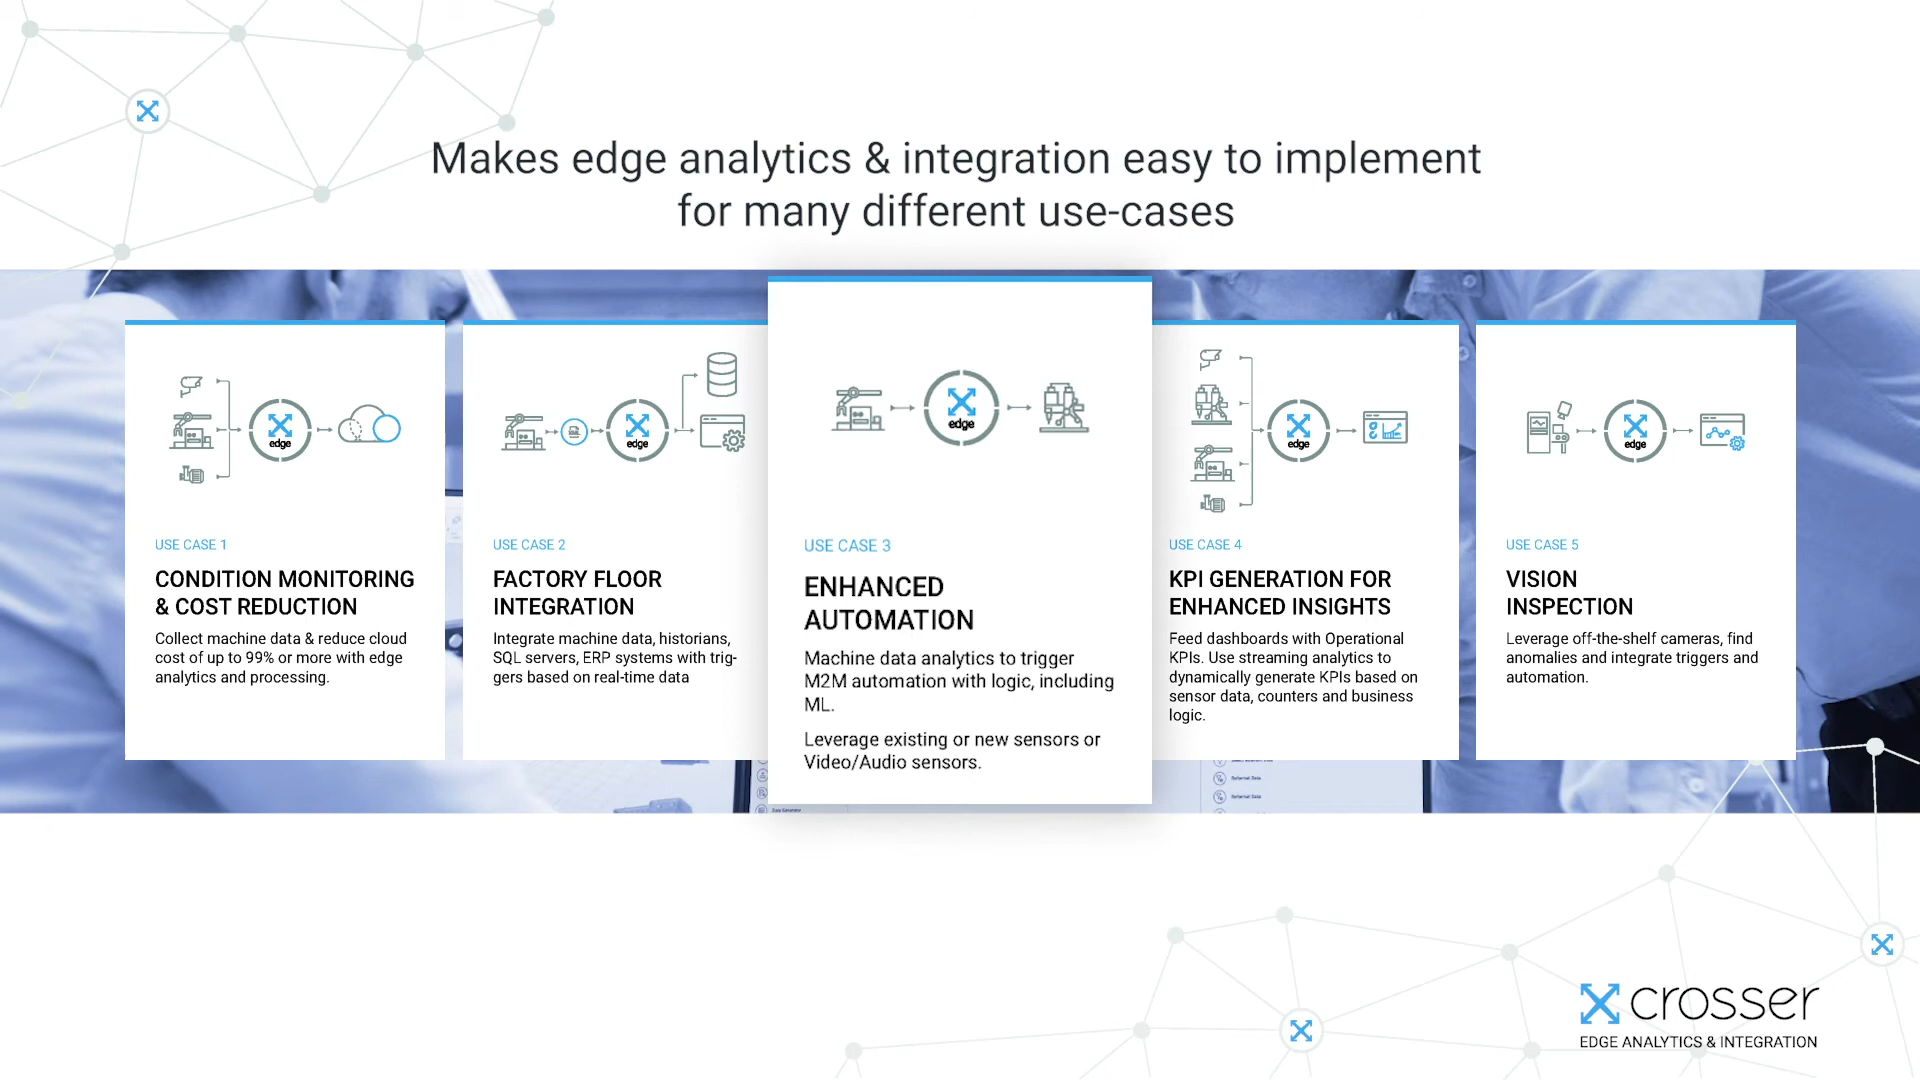 Makes edge analytics & integration easy to implement
for many different use-cases
edge
USE CASE 1
CONDITION MONITORING
& COST REDUCTION
Collect machine data & reduce cloud
cost of up to 99% or more with edge
analytics and processing.
edge
USE CASE 2
FACTORY FLOOR
INTEGRATION
Integrate machine data, historians,
SQL servers, ERP systems with trig-
gers based on real-time data
edge
USE CASE 3
ENHANCED
AUTOMATION
Machine data analytics to trigger
M2M automation with logic, including
ML.
Leverage existing or new sensors or
Video/Audio sensors.
edge
USE CASE 4
KPI GENERATION FOR
ENHANCED INSIGHTS
Feed dashboards with Operational
KPIs. Use streaming analytics to
dynamically generate KPIs based on
sensor data, counters and business
logic.
edge
USE CASE 5
VISION
INSPECTION
Leverage off-the-shelf cameras, find
anomalies and integrate triggers and
automation.
crosser
EDGE ANALYTICS & INTEGRATION